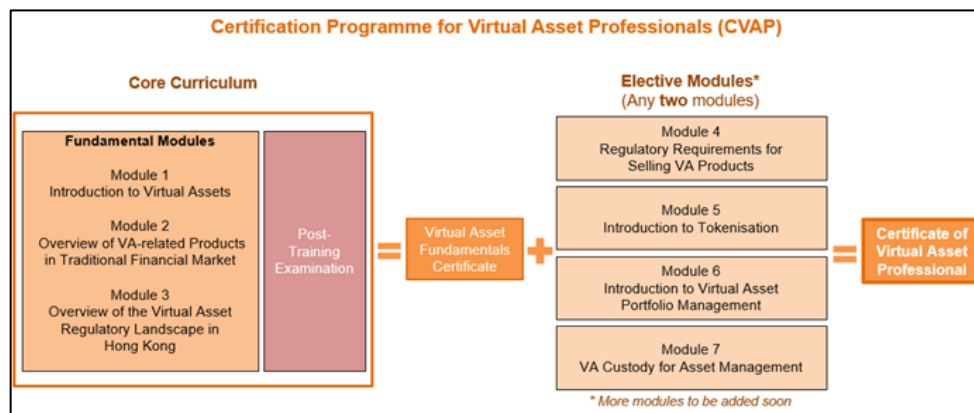 Certification Programme for Virtual Asset Professionals (CVAP)
Core Curriculum
Fundamental Modules
Module 1
Introduction to Virtual Assets
Module 2
Overview of VA-related Products
in Traditional Financial Market
Module 3
Overview of the Virtual Asset
Regulatory Landscape in
Hong Kong
Post-
Training
Examination
=
Virtual Asset
Fundamentals
Certificate
+
Elective Modules*
(Any two modules)
Module 4
Regulatory Requirements for
Selling VA Products
Module 5
Introduction to Tokenisation
Module 6
Introduction to Virtual Asset
Portfolio Management
Module 7
VA Custody for Asset Management
* More modules to be added soon
=
Certificate of
Virtual Asset
Professional